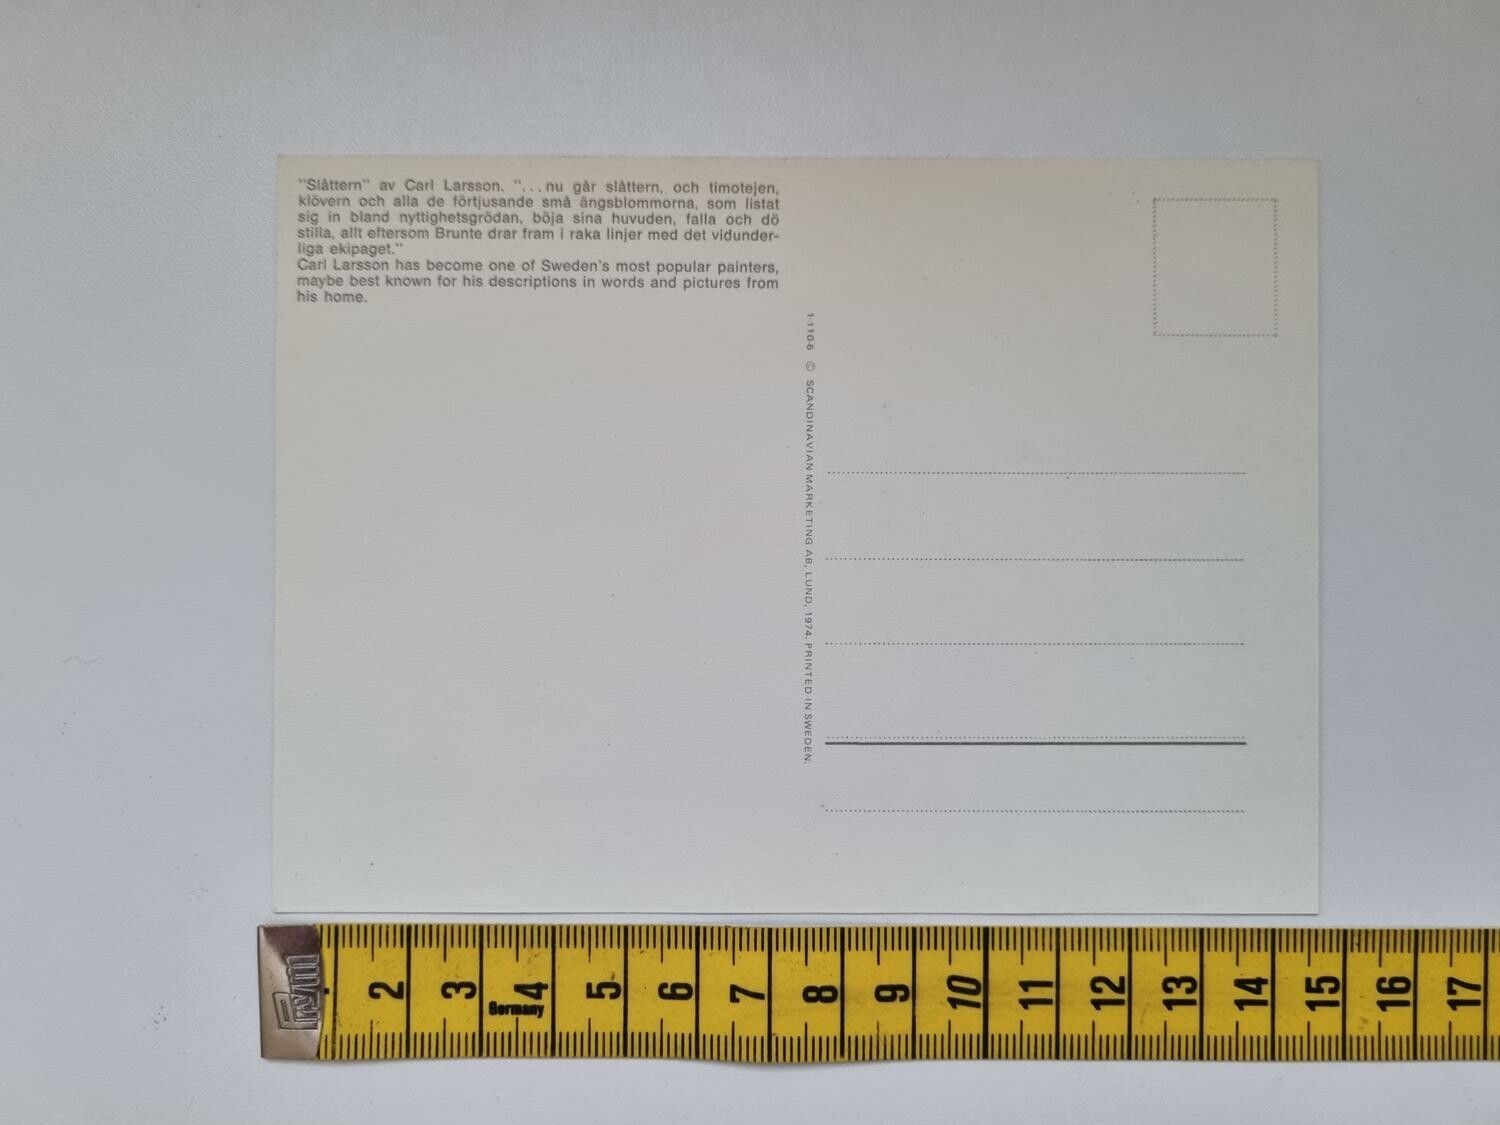 "Slåttern" av Carl Larsson. "...nu går slåttern, och timotejen,
klövern och alla de förtjusande små ängsblommorna, som listat
sig in bland nyttighetsgrödan, böja sina huvuden, falla och dö
stilla, allt eftersom Brunte drar fram i raka linjer med det vidunder-
liga ekipaget."
Carl Larsson has become one of Sweden's most popular painters,
maybe best known for his descriptions in words and pictures from
his home.
1-110-6 © SCANDINAVIAN MARKETING AB, LUND, 1974. PRINTED IN SWEDEN.
Prym
2 3 4 5 6 7 8 9 10 11 12 13 14 15 16 17
Germany